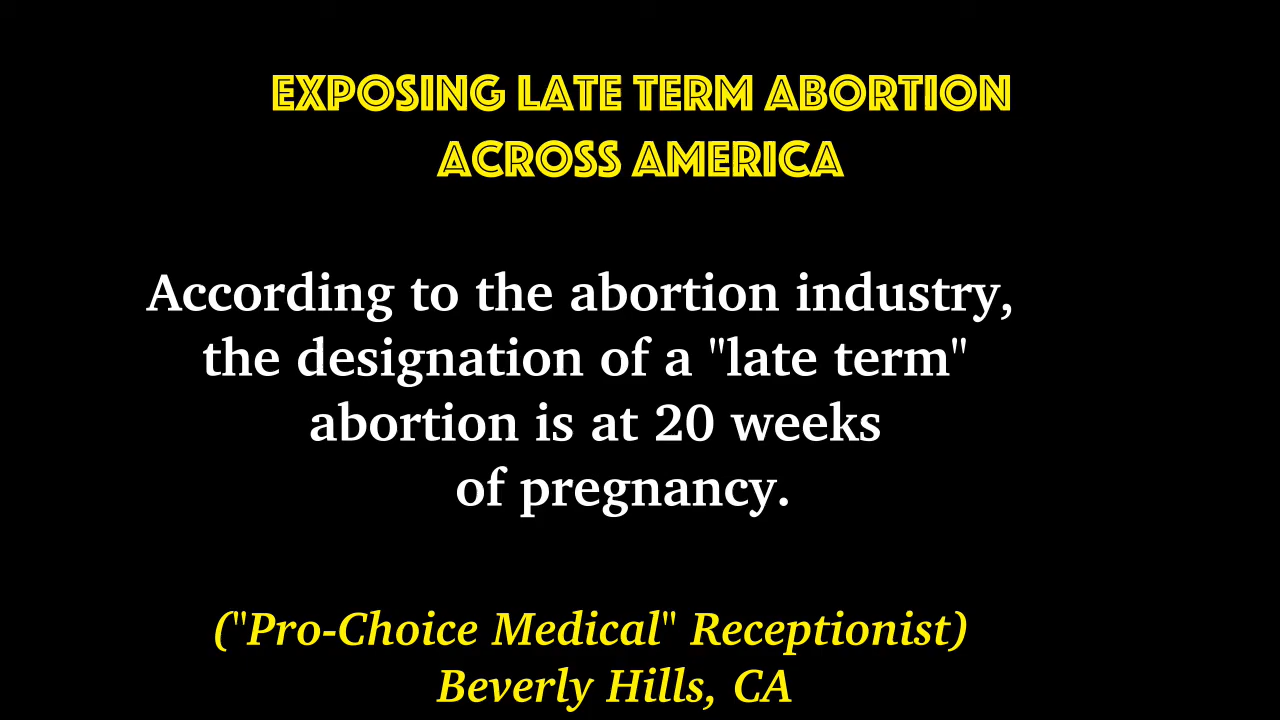 EXPOSING LATE TERM ABORTION
ACROSS AMERICA
According to the abortion industry,
the designation of a "late term"
abortion is at 20 weeks
of pregnancy.
("Pro-Choice Medical" Receptionist)
Beverly Hills, CA